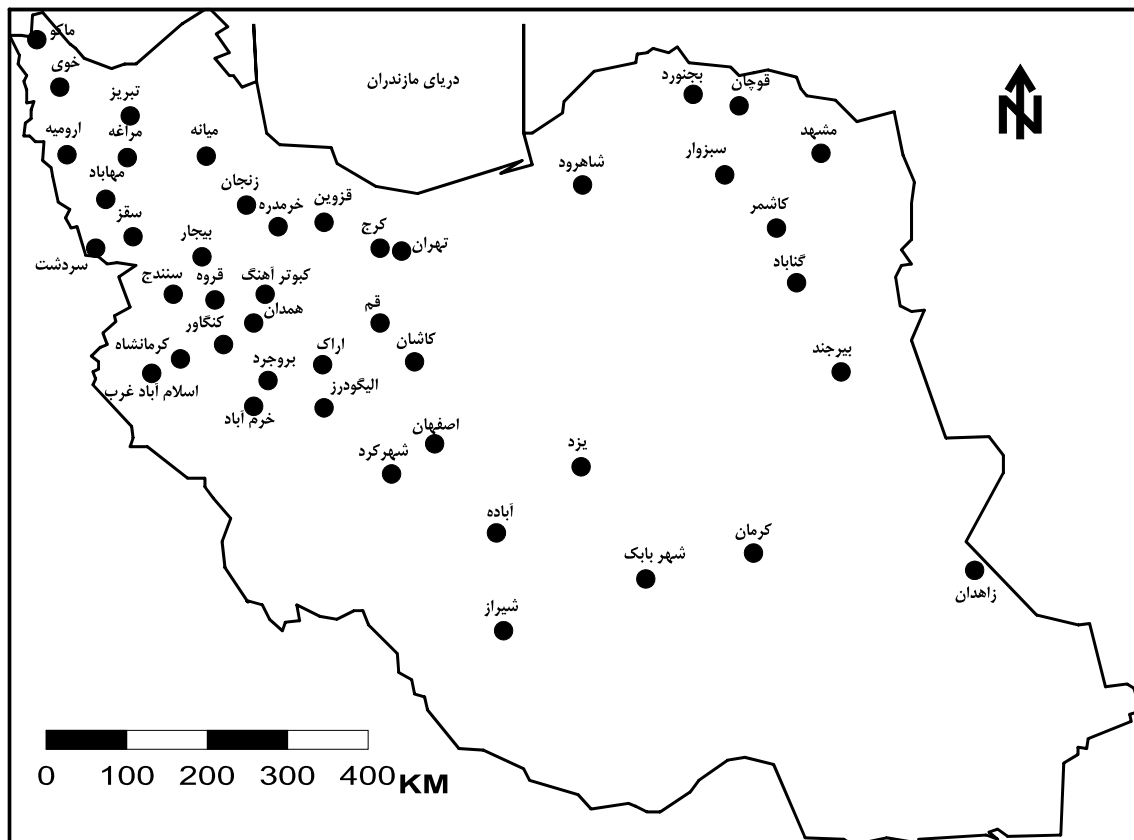 ماکو
خوی
تبریز
ارومیه
مراغه
میانه
مهاباد
زنجان
سقز
خرمدره
قزوین
سردشت
بیجار
کرج
تهران
سنندج
قروه
کبوتر آهنگ
همدان
کنگاور
قم
کرمانشاه
کاشان
اراک
بروجرد
اسلام آباد غرب
الیگودرز
خرم آباد
اصفهان
شهرکرد
دریای مازندران
بجنورد
قوچان
مشهد
سبزوار
شاهرود
کاشمر
گناباد
بیرجند
یزد
آباده
کرمان
شهر بابک
زاهدان
شیراز
N
0 100 200 300 400 KM